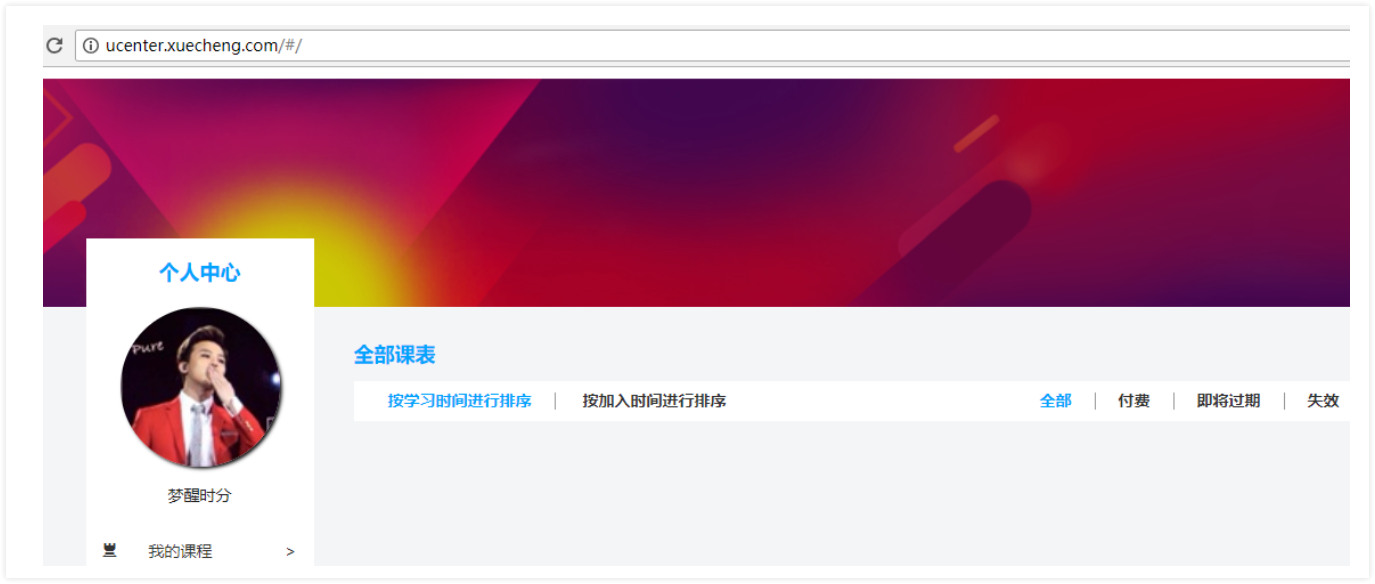 ucenter.xuecheng.com/#/
个人中心
Pure
梦醒时分
我的课程 >
全部课表
按学习时间进行排序 | 按加入时间进行排序 全部 | 付费 | 即将过期 | 失效